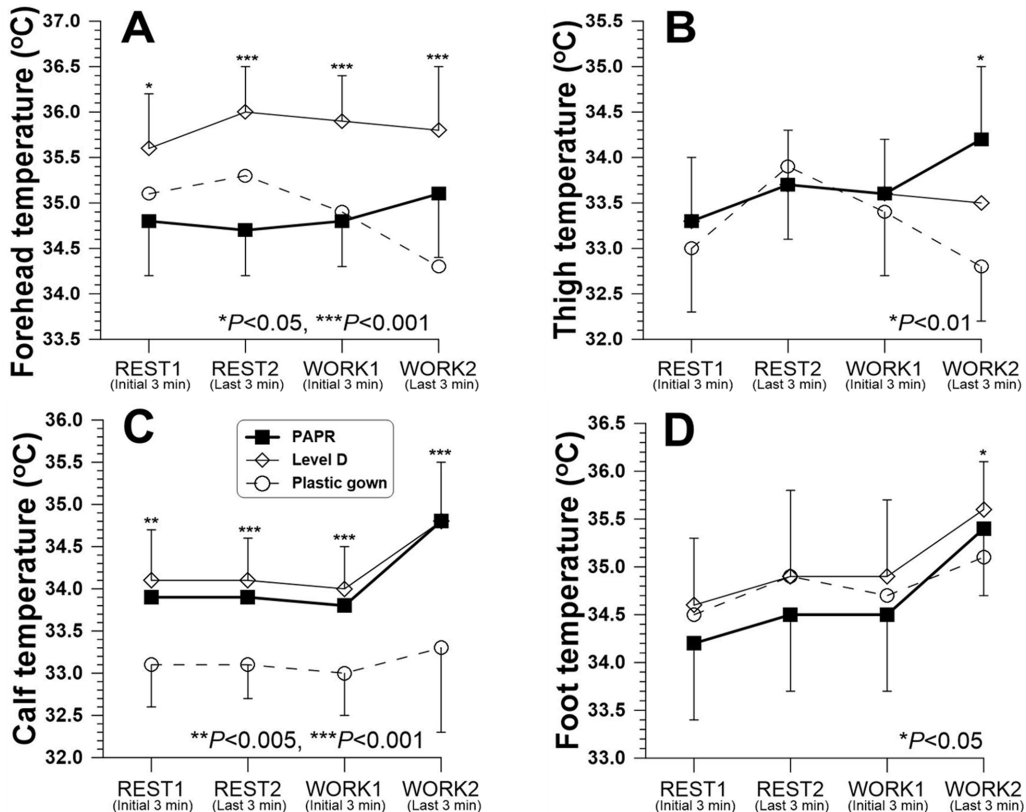 A
Forehead temperature (ºC)
37.0
36.5
36.0
35.5
35.0
34.5
34.0
33.5
*
***
***
***
*P<0.05, ***P<0.001
REST1
(Initial 3 min)
REST2
(Last 3 min)
WORK1
(Initial 3 min)
WORK2
(Last 3 min)
B
Thigh temperature (ºC)
35.5
35.0
34.5
34.0
33.5
33.0
32.5
32.0
*
*P<0.01
REST1
(Initial 3 min)
REST2
(Last 3 min)
WORK1
(Initial 3 min)
WORK2
(Last 3 min)
C
Calf temperature (ºC)
36.0
35.5
35.0
34.5
34.0
33.5
33.0
32.5
32.0
PAPR
Level D
Plastic gown
**
***
***
***
**P<0.005, ***P<0.001
REST1
(Initial 3 min)
REST2
(Last 3 min)
WORK1
(Initial 3 min)
WORK2
(Last 3 min)
D
Foot temperature (ºC)
36.5
36.0
35.5
35.0
34.5
34.0
33.5
33.0
*
*P<0.05
REST1
(Initial 3 min)
REST2
(Last 3 min)
WORK1
(Initial 3 min)
WORK2
(Last 3 min)